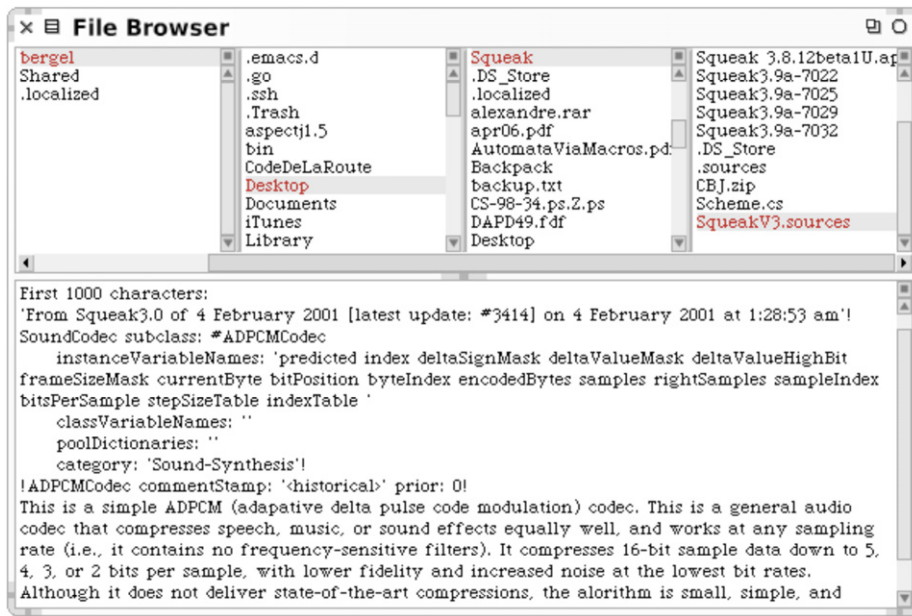 File Browser
bergel
Shared
.localized
.emacs.d
.go
.ssh
.Trash
aspectj1.5
bin
CodeDeLaRoute
Desktop
Documents
iTunes
Library
Squeak
.DS_Store
.localized
alexandre.rar
apr06.pdf
AutomataViaMacros.pdf
Backpack
backup.txt
CS-98-34.ps.Z.ps
DAPD49.fdf
Desktop
Squeak 3.8.12beta1U.ap
Squeak3.9a-7022
Squeak3.9a-7025
Squeak3.9a-7029
Squeak3.9a-7032
.DS_Store
.sources
CBJ.zip
Scheme.cs
SqueakV3.sources
First 1000 characters:
'From Squeak3.0 of 4 February 2001 [latest update: #3414] on 4 February 2001 at 1:28:53 am'!
SoundCodec subclass: #ADPCMCodec
instanceVariableNames: 'predicted index deltaSignMask deltaValueMask deltaValueHighBit
frameSizeMask currentByte bitPosition byteIndex encodedBytes samples rightSamples sampleIndex
bitsPerSample stepSizeTable indexTable '
classVariableNames: ''
poolDictionaries: ''
category: 'Sound-Synthesis'!
!ADPCMCodec commentStamp: '<historical>' prior: 0!
This is a simple ADPCM (adapative delta pulse code modulation) codec. This is a general audio
codec that compresses speech, music, or sound effects equally well, and works at any sampling
rate (i.e., it contains no frequency-sensitive filters). It compresses 16-bit sample data down to 5,
4, 3, or 2 bits per sample, with lower fidelity and increased noise at the lowest bit rates.
Although it does not deliver state-of-the-art compressions, the alorithm is small, simple, and